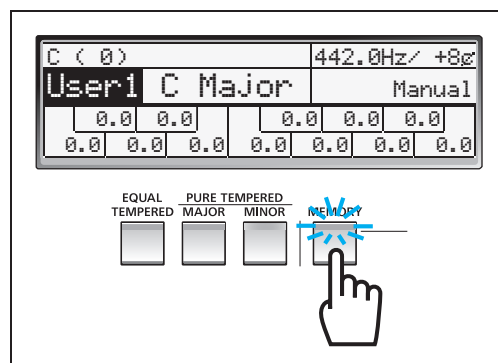 C ( 0) 442.0Hz/ +8¢
User1 C Major Manual
0.0 0.0 0.0 0.0 0.0
0.0 0.0 0.0 0.0 0.0 0.0 0.0
EQUAL PURE TEMPERED
TEMPERED MAJOR MINOR MEMORY